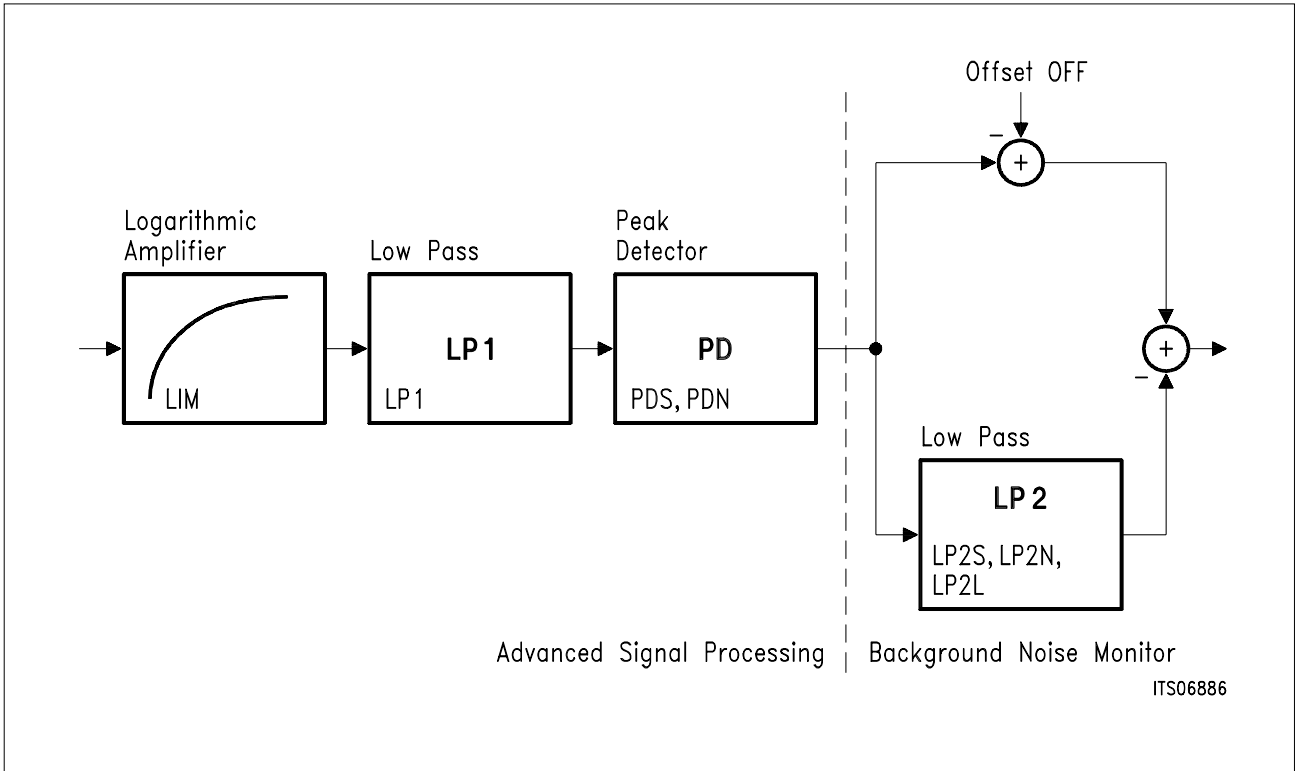 Offset OFF
–
+
Logarithmic
Amplifier
Low Pass
Peak
Detector
LP1
PD
LIM
LP1
PDS, PDN
+
–
Low Pass
LP2
LP2S, LP2N,
LP2L
Advanced Signal Processing
Background Noise Monitor
ITS06886